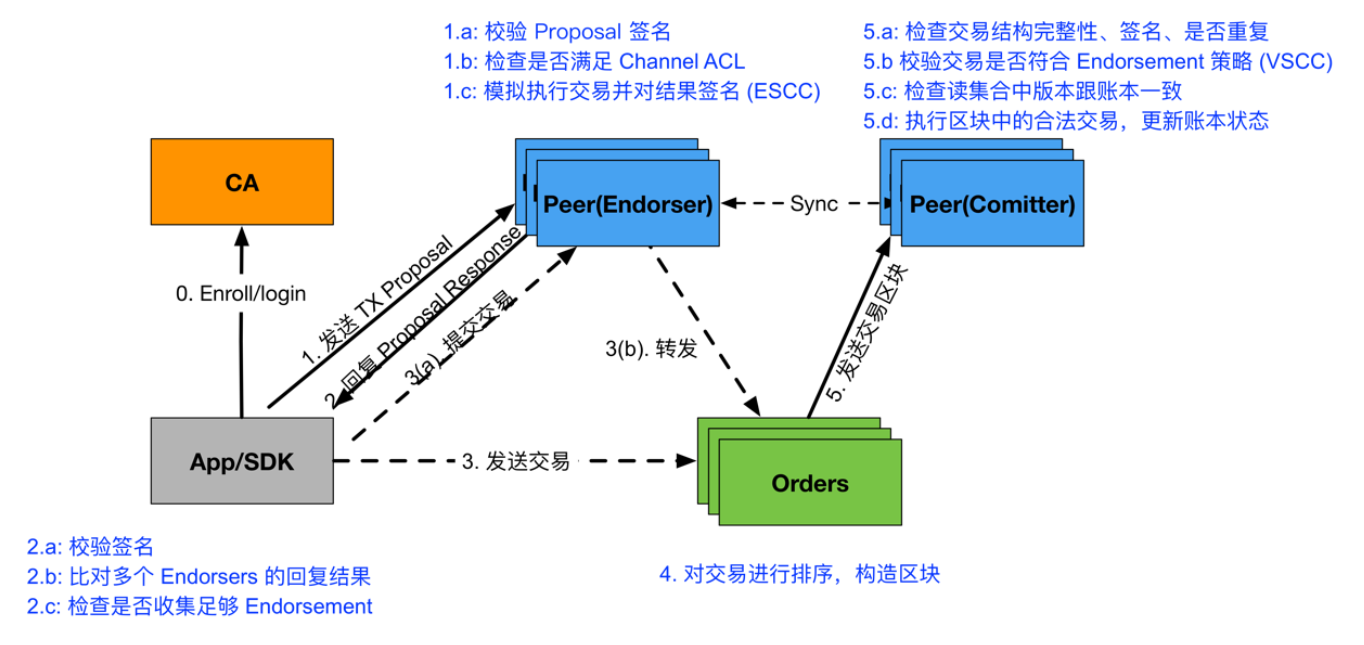 1.a: 校验 Proposal 签名
1.b: 检查是否满足 Channel ACL
1.c: 模拟执行交易并对结果签名 (ESCC)
5.a: 检查交易结构完整性、签名、是否重复
5.b 校验交易是否符合 Endorsement 策略 (VSCC)
5.c: 检查读集合中版本跟账本一致
5.d: 执行区块中的合法交易，更新账本状态
CA
Peer(Endorser)
Sync
Peer(Comitter)
0. Enroll/login
1. 发送 TX Proposal
2. 回复 Proposal Response
3(a). 提交交易
3(b). 转发
5. 发送交易区块
App/SDK
3. 发送交易
Orders
2.a: 校验签名
2.b: 比对多个 Endorsers 的回复结果
2.c: 检查是否收集足够 Endorsement
4. 对交易进行排序，构造区块